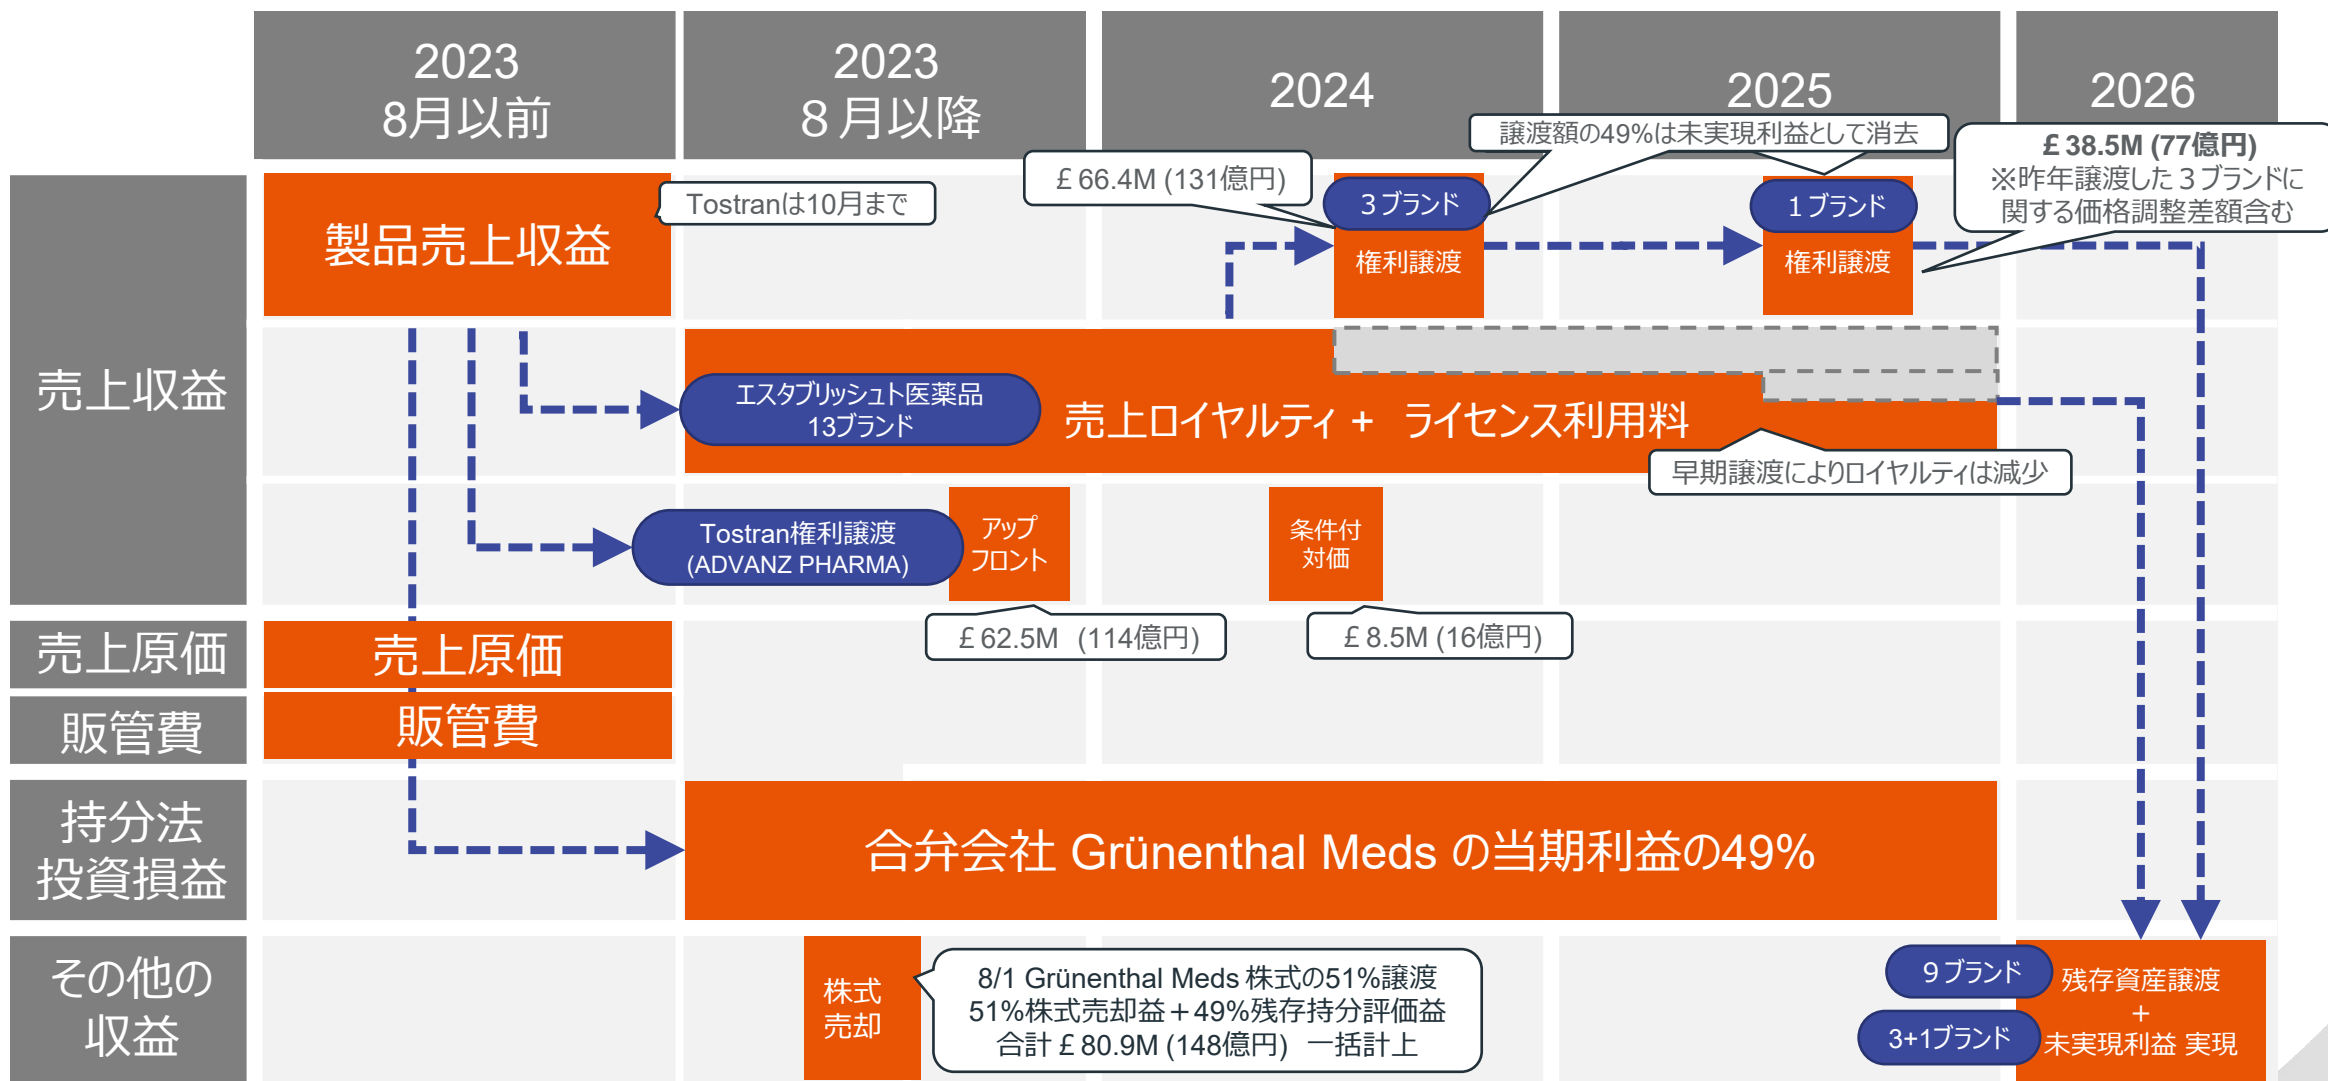 2023
8月以前
2023
８月以降
2024
2025
2026
譲渡額の49%は未実現利益として消去
£ 38.5M (77億円)
※昨年譲渡した３ブランドに
関する価格調整差額含む
£ 66.4M (131億円)
売上収益
製品売上収益
Tostranは10月まで
３ブランド
権利譲渡
１ブランド
権利譲渡
エスタブリッシュト医薬品
13ブランド
売上ロイヤルティ + ライセンス利用料
早期譲渡によりロイヤルティは減少
Tostran権利譲渡
(ADVANZ PHARMA)
アップ
フロント
条件付
対価
£ 62.5M (114億円)
£ 8.5M (16億円)
売上原価
売上原価
販管費
販管費
持分法
投資損益
合弁会社 Grünenthal Meds の当期利益の49%
その他の
収益
株式
売却
8/1 Grünenthal Meds 株式の51%譲渡
51%株式売却益＋49%残存持分評価益
合計 £ 80.9M (148億円) 一括計上
９ブランド
3+1ブランド
残存資産譲渡
+
未実現利益 実現